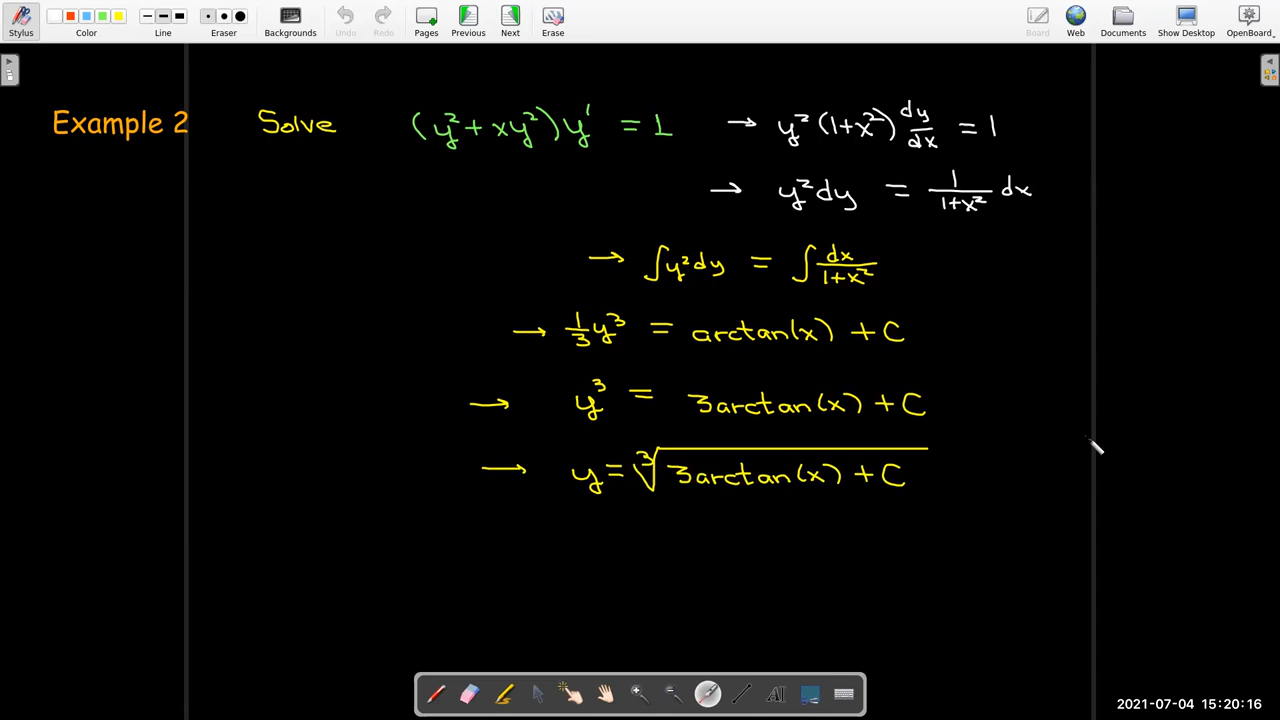 Stylus Color Line Eraser Backgrounds Undo Redo Pages Previous Next Erase Board Web Documents Show Desktop OpenBoard
Example 2 Solve (y² + xy²)y' = 1 → y²(1+x²) dy/dx = 1
→ y²dy = 1/(1+x²) dx
→ ∫y²dy = ∫ dx/(1+x²)
→ 1/3 y³ = arctan(x) + C
→ y³ = 3arctan(x) + C
→ y = ∛(3arctan(x) + C)
2021-07-04 15:20:16